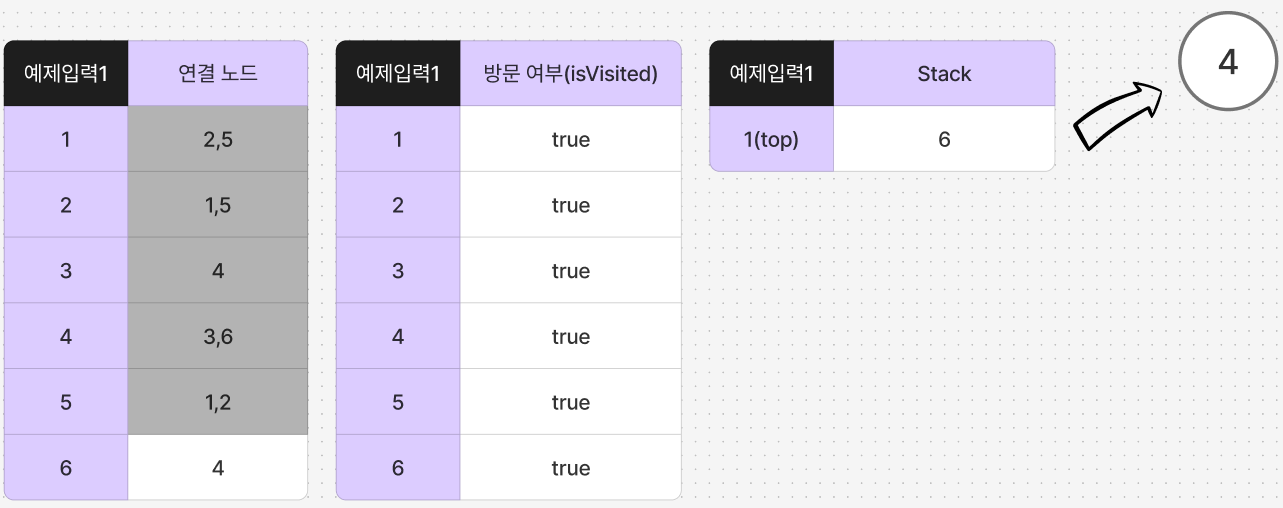 예제입력1 연결 노드
1 2,5
2 1,5
3 4
4 3,6
5 1,2
6 4
예제입력1 방문 여부(isVisited)
1 true
2 true
3 true
4 true
5 true
6 true
예제입력1 Stack
1(top) 6
4